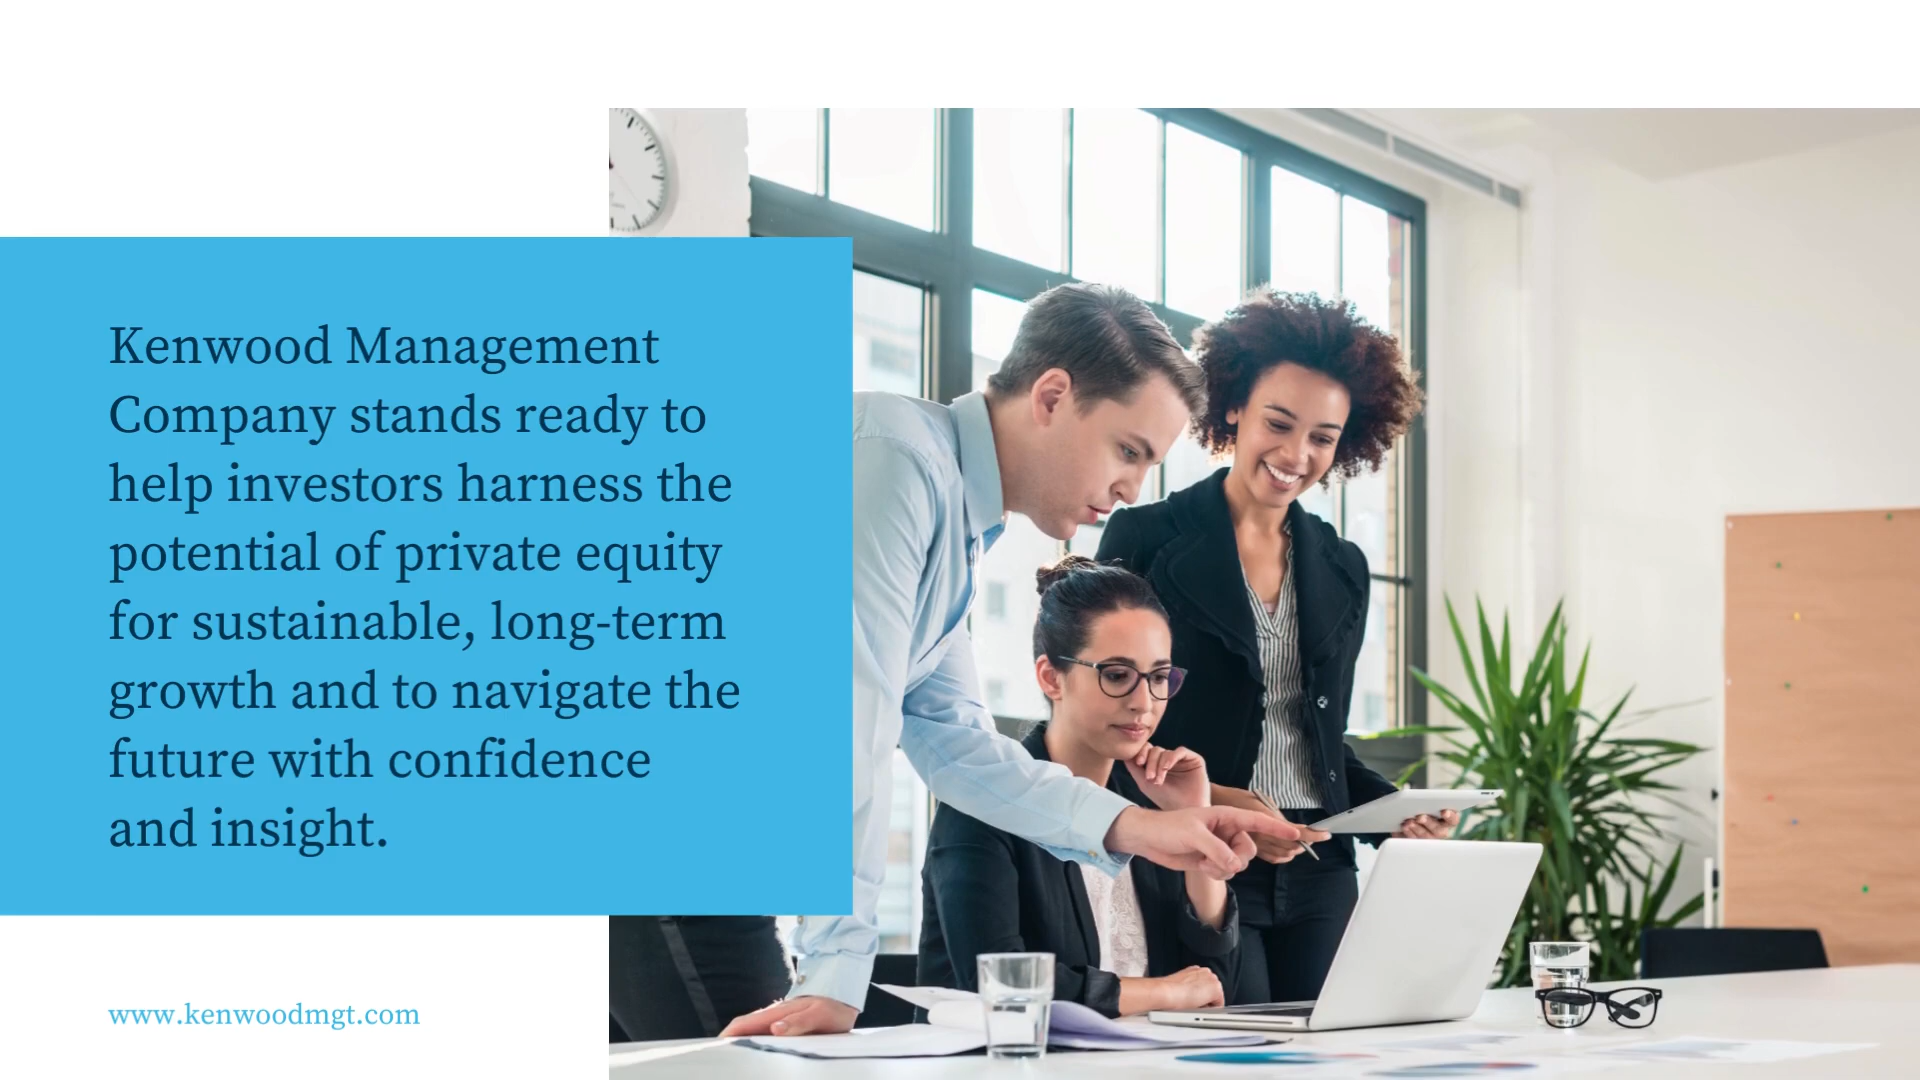 Kenwood Management
Company stands ready to
help investors harness the
potential of private equity
for sustainable, long-term
growth and to navigate the
future with confidence
and insight.
www.kenwoodmgt.com